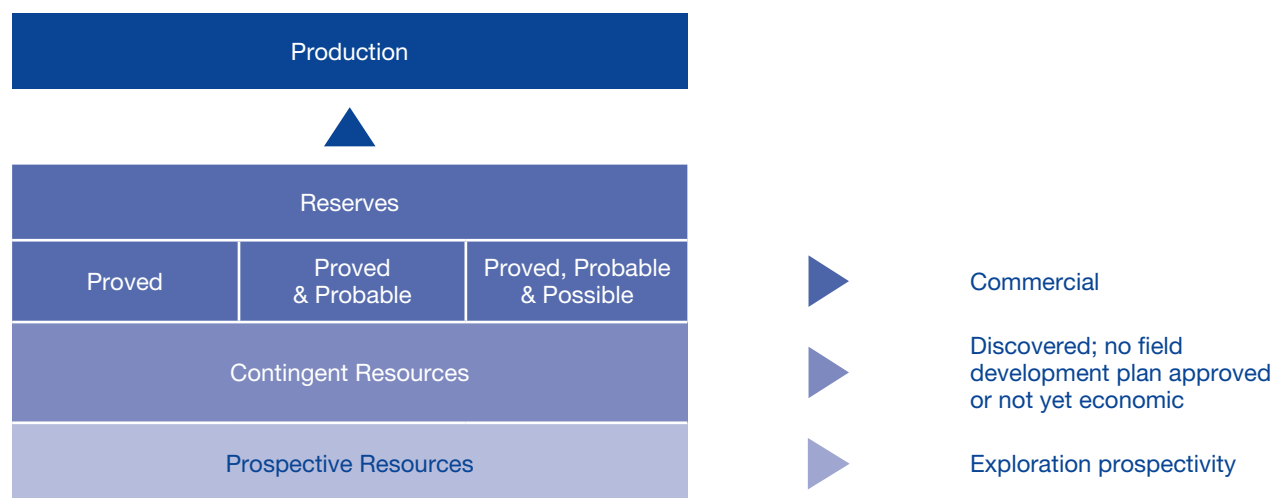 Production
Reserves
Proved
Proved
& Probable
Proved, Probable
& Possible
Commercial
Contingent Resources
Discovered; no field
development plan approved
or not yet economic
Prospective Resources
Exploration prospectivity